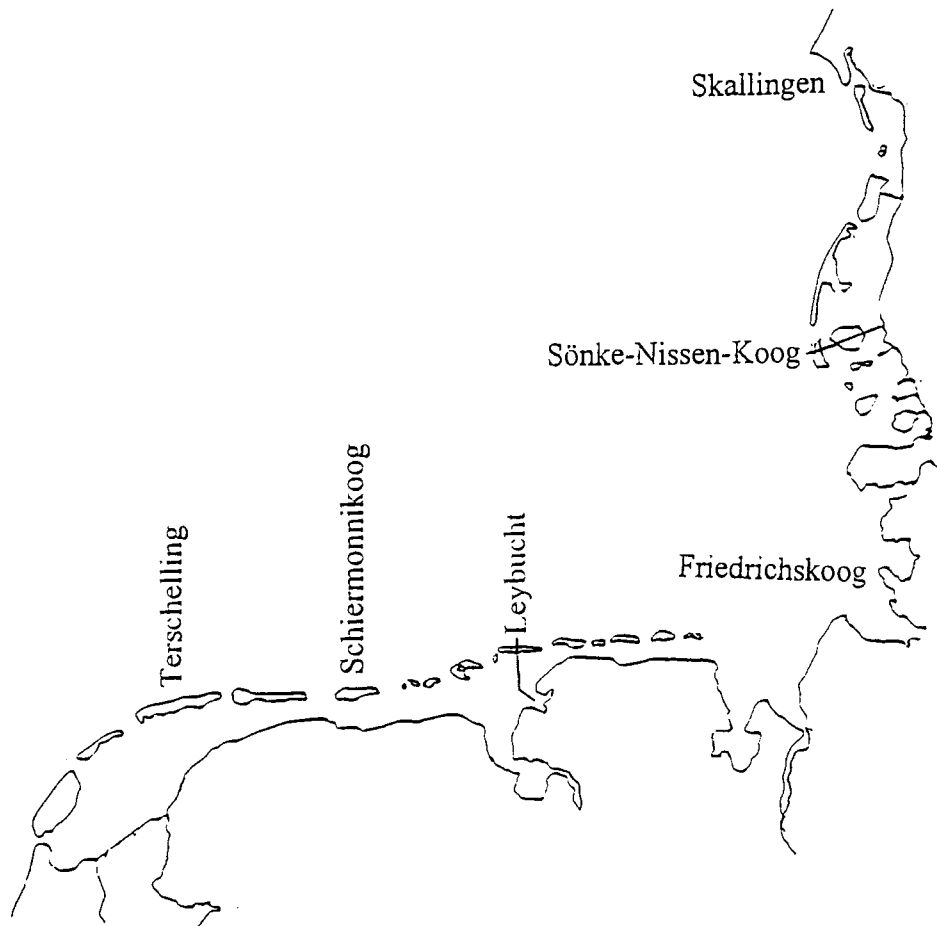 Skallingen
Sönke-Nissen-Koog
Friedrichskoog
Leybucht
Schiermonnikoog
Terschelling